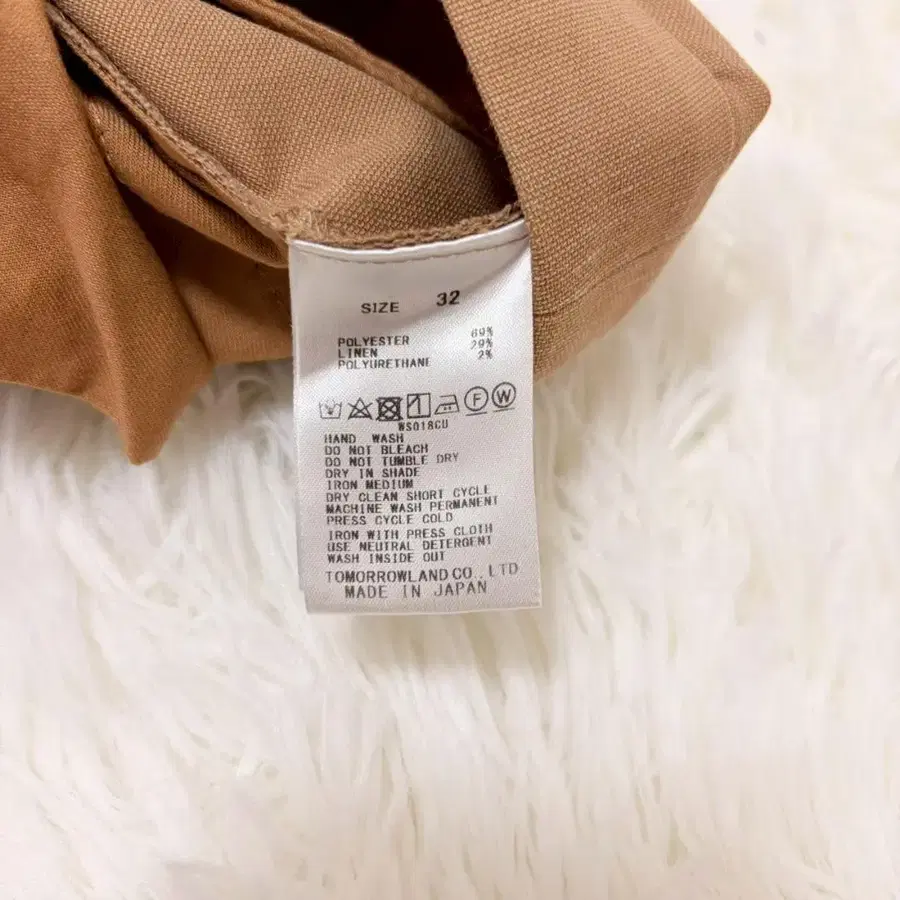 SIZE 32
POLYESTER 69%
LINEN 29%
POLYURETHANE 2%
F W
WS018CU
HAND WASH
DO NOT BLEACH
DO NOT TUMBLE DRY
DRY IN SHADE
IRON MEDIUM
DRY CLEAN SHORT CYCLE
MACHINE WASH PERMANENT
PRESS CYCLE COLD
IRON WITH PRESS CLOTH
USE NEUTRAL DETERGENT
WASH INSIDE OUT
TOMORROWLAND CO., LTD
MADE IN JAPAN